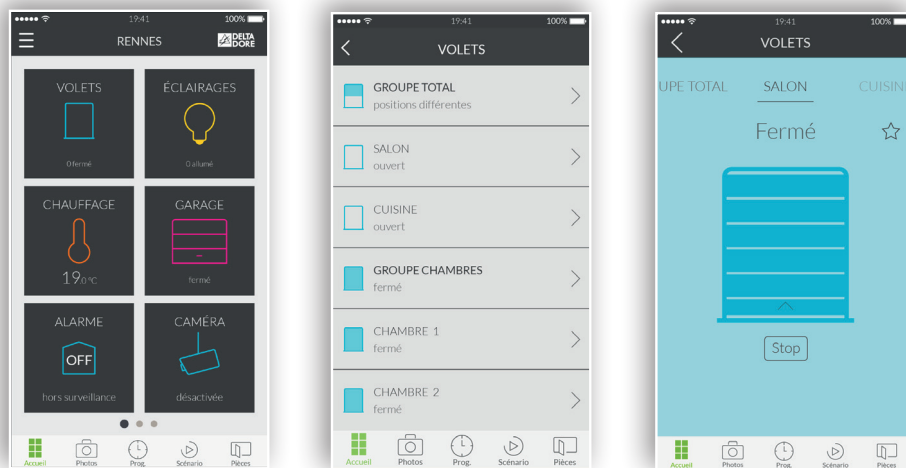 19:41
100%
RENNES
DELTA DORE
VOLETS
0 fermé
ÉCLAIRAGES
0 allumé
CHAUFFAGE
19.0 °C
GARAGE
fermé
ALARME
OFF
hors surveillance
CAMÉRA
désactivée
Accueil
Photos
Prog.
Scénario
Pièces
19:41
100%
VOLETS
GROUPE TOTAL
positions différentes
SALON
ouvert
CUISINE
ouvert
GROUPE CHAMBRES
fermé
CHAMBRE 1
fermé
CHAMBRE 2
fermé
Accueil
Photos
Prog.
Scénario
Pièces
19:41
100%
VOLETS
UPE TOTAL
SALON
CUISIN
Fermé
Stop
Accueil
Photos
Prog.
Scénario
Pièces